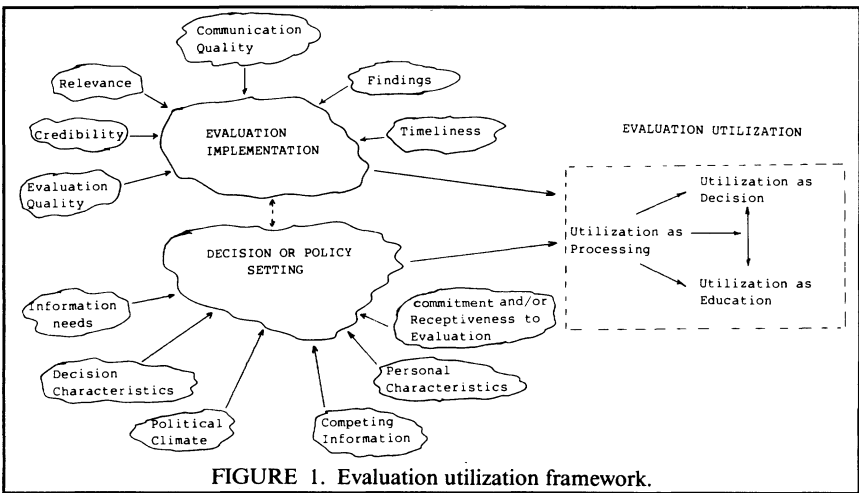 Communication
Quality
Relevance
Findings
Credibility
EVALUATION
IMPLEMENTATION
Timeliness
EVALUATION UTILIZATION
Evaluation
Quality
Utilization as
Decision
Utilization as
Processing
Utilization as
Education
DECISION OR POLICY
SETTING
Information
needs
commitment and/or
Receptiveness to
Evaluation
Decision
Characteristics
Personal
Characteristics
Political
Climate
Competing
Information
FIGURE 1. Evaluation utilization framework.